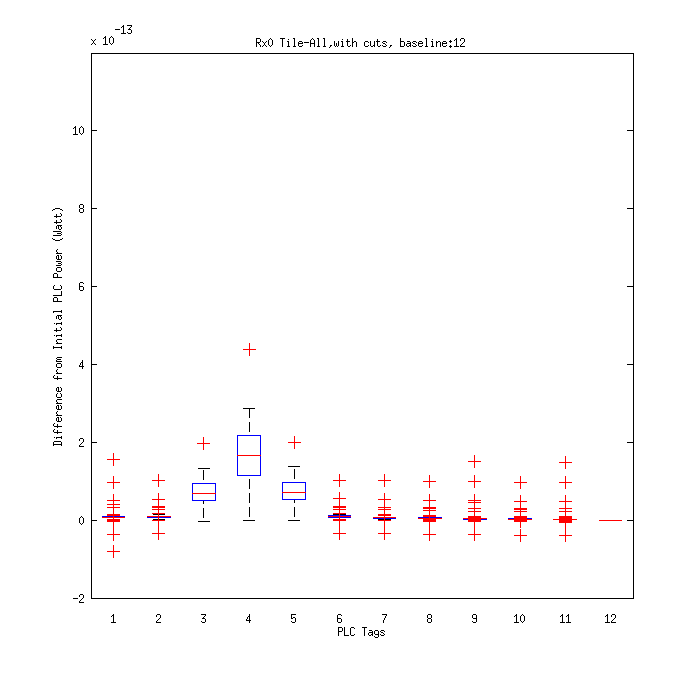 x 10^-13
Rx0 Tile-All,with cuts, baseline:12
10
8
6
4
2
0
-2
Difference from Initial PLC Power (Watt)
1 2 3 4 5 6 7 8 9 10 11 12
PLC Tags